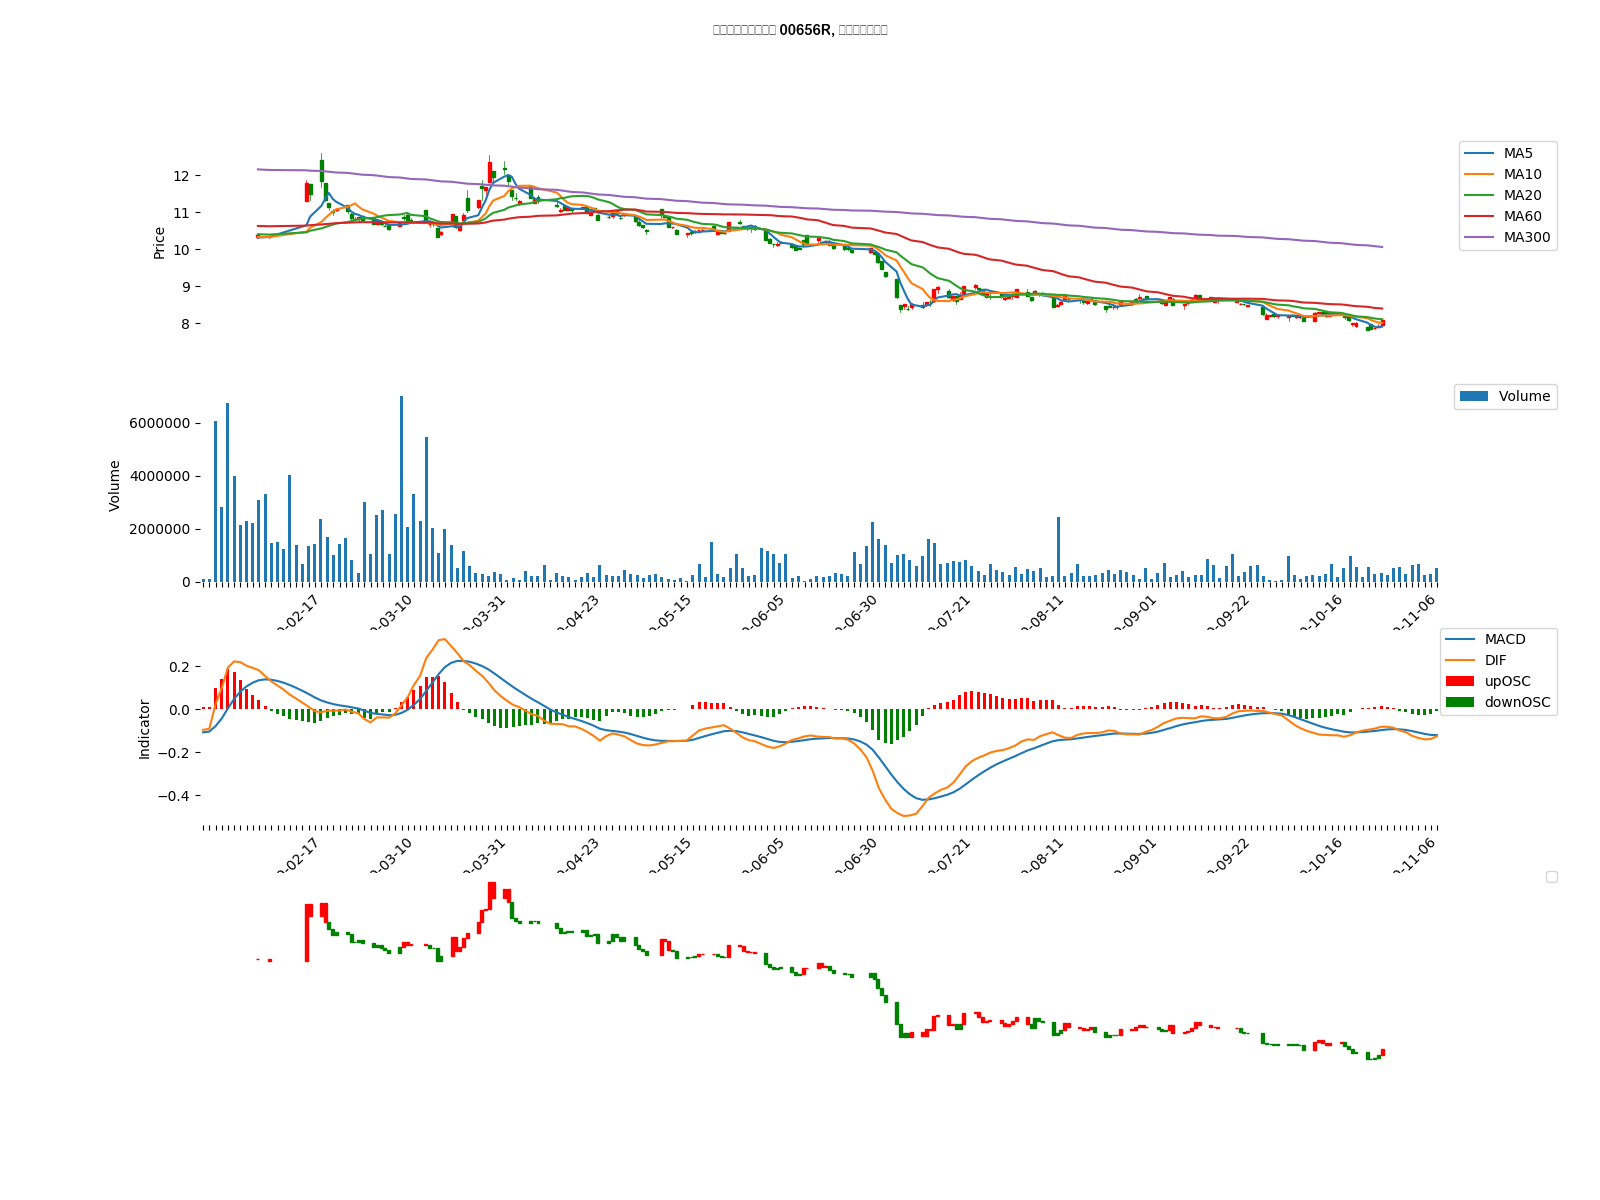 00656R,
12
11
10
9
8
Price
MA5
MA10
MA20
MA60
MA300
6000000
4000000
2000000
0
Volume
Volume
-02-17
-03-10
-03-31
-04-23
-05-15
-06-05
-06-30
-07-21
-08-11
-09-01
-09-22
-10-16
-11-06
0.2
0.0
−0.2
−0.4
Indicator
MACD
DIF
upOSC
downOSC
-02-17
-03-10
-03-31
-04-23
-05-15
-06-05
-06-30
-07-21
-08-11
-09-01
-09-22
-10-16
-11-06